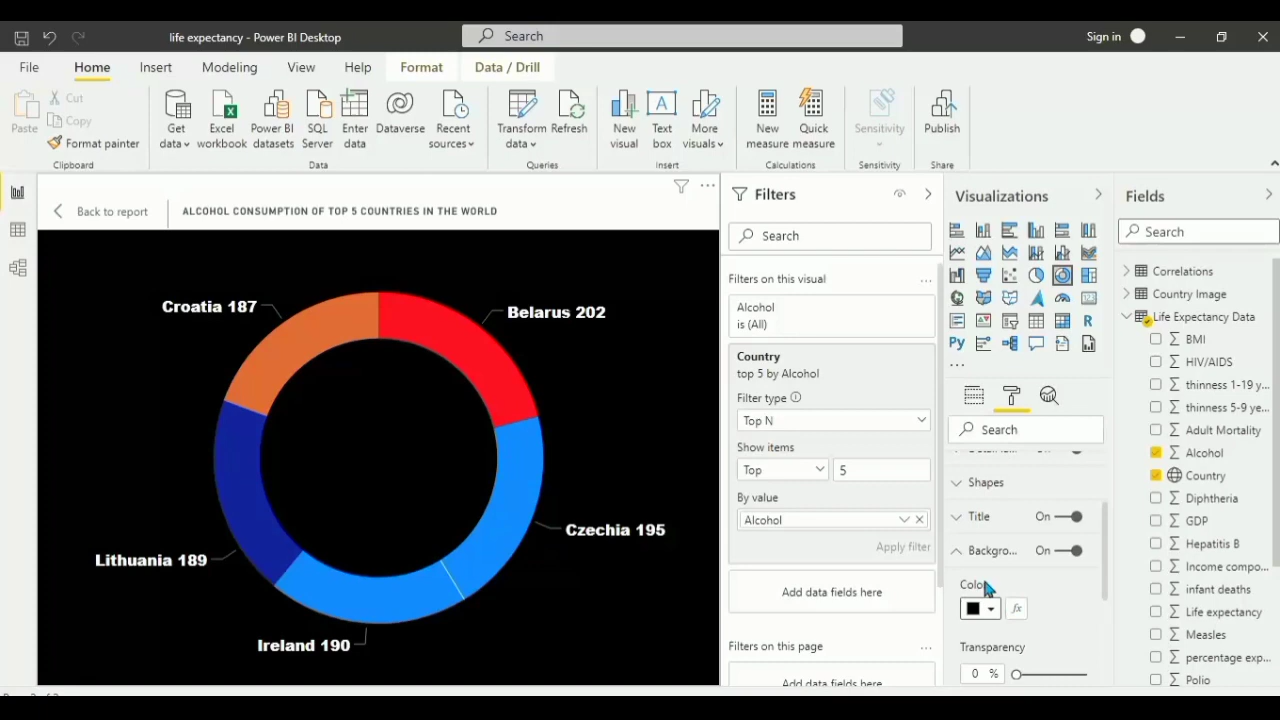 life expectancy - Power BI Desktop
Search
Sign in
File
Home
Insert
Modeling
View
Help
Format
Data / Drill
Paste
Cut
Copy
Format painter
Get data
Excel workbook
Power BI datasets
SQL Server
Enter data
Dataverse
Recent sources
Transform data
Refresh
New visual
Text box
More visuals
New measure
Quick measure
Sensitivity
Publish
Clipboard
Data
Queries
Insert
Calculations
Sensitivity
Share
Back to report
ALCOHOL CONSUMPTION OF TOP 5 COUNTRIES IN THE WORLD
Croatia 187
Belarus 202
Czechia 195
Lithuania 189
Ireland 190
Filters
Search
Filters on this visual
...
Alcohol
is (All)
Country
top 5 by Alcohol
Filter type
Top N
Show items
Top
5
By value
Alcohol
Apply filter
Add data fields here
Filters on this page
...
Add data fields here
Visualizations
R
Py
...
Search
Shapes
Title
On
Backgro...
On
Color
fx
Transparency
0 %
Fields
Search
Correlations
Country Image
Life Expectancy Data
BMI
HIV/AIDS
thinness 1-19 y...
thinness 5-9 ye...
Adult Mortality
Alcohol
Country
Diphtheria
GDP
Hepatitis B
Income compo...
infant deaths
Life expectancy
Measles
percentage exp...
Polio